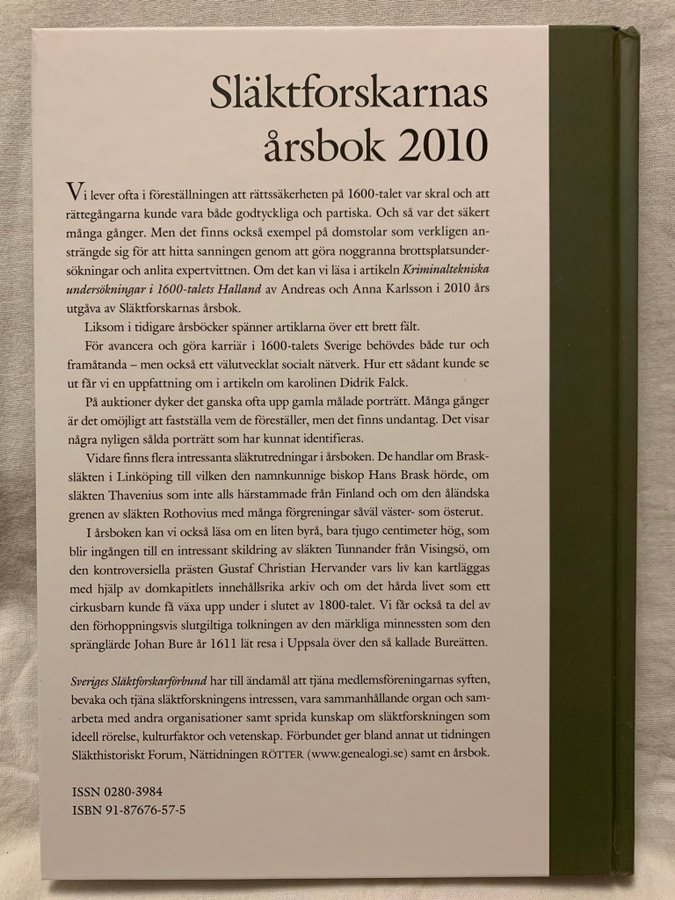 Släktforskarnas
årsbok 2010
Vi lever ofta i föreställningen att rättssäkerheten på 1600-talet var skral och att
rättegångarna kunde vara både godtyckliga och partiska. Och så var det säkert
många gånger. Men det finns också exempel på domstolar som verkligen an-
strängde sig för att hitta sanningen genom att göra noggranna brottsplatsunder-
sökningar och anlita expertvittnen. Om det kan vi läsa i artikeln Kriminaltekniska
undersökningar i 1600-talets Halland av Andreas och Anna Karlsson i 2010 års
utgåva av Släktforskarnas årsbok.
Liksom i tidigare årsböcker spänner artiklarna över ett brett fält.
För avancera och göra karriär i 1600-talets Sverige behövdes både tur och
framåtanda – men också ett välutvecklat socialt nätverk. Hur ett sådant kunde se
ut får vi en uppfattning om i artikeln om karolinen Didrik Falck.
På auktioner dyker det ganska ofta upp gamla målade porträtt. Många gånger
är det omöjligt att fastställa vem de föreställer, men det finns undantag. Det visar
några nyligen sålda porträtt som har kunnat identifieras.
Vidare finns flera intressanta släktutredningar i årsboken. De handlar om Brask-
släkten i Linköping till vilken den namnkunnige biskop Hans Brask hörde, om
släkten Thavenius som inte alls härstammade från Finland och om den åländska
grenen av släkten Rothovius med många förgreningar såväl väster- som österut.
I årsboken kan vi också läsa om en liten byrå, bara tjugo centimeter hög, som
blir ingången till en intressant skildring av släkten Tunnander från Visingsö, om
den kontroversiella prästen Gustaf Christian Hervander vars liv kan kartläggas
med hjälp av domkapitlets innehållsrika arkiv och om det hårda livet som ett
cirkusbarn kunde få växa upp under i slutet av 1800-talet. Vi får också ta del av
den förhoppningsvis slutgiltiga tolkningen av den märkliga minnessten som den
språnglärde Johan Bure år 1611 lät resa i Uppsala över den så kallade Bureätten.
Sveriges Släktforskarförbund har till ändamål att tjäna medlemsföreningarnas syften,
bevaka och tjäna släktforskningens intressen, vara sammanhållande organ och sam-
arbeta med andra organisationer samt sprida kunskap om släktforskningen som
ideell rörelse, kulturfaktor och vetenskap. Förbundet ger bland annat ut tidningen
Släkthistoriskt Forum, Nättidningen RÖTTER (www.genealogi.se) samt en årsbok.
ISSN 0280-3984
ISBN 91-87676-57-5